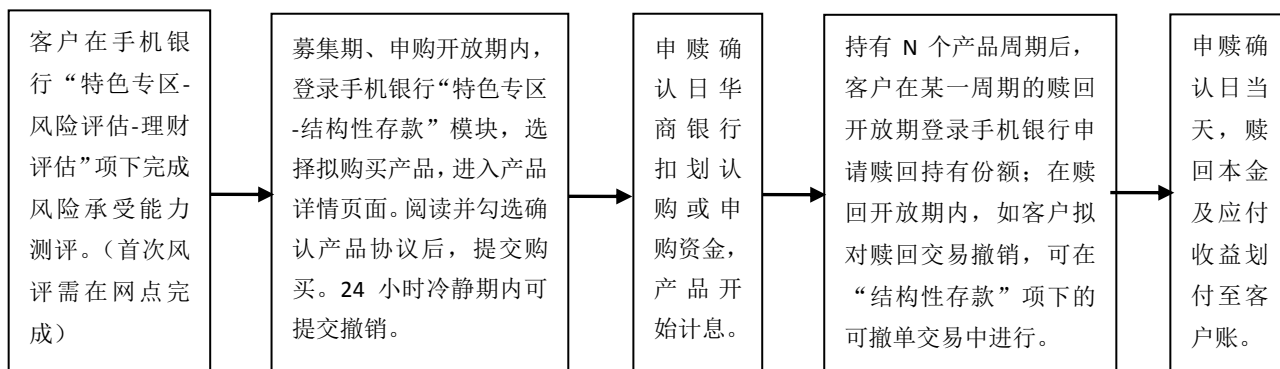 客户在手机银
行“特色专区-
风险评估-理财
评估”项下完成
风险承受能力
测评。（首次风
评需在网点完
成）
募集期、申购开放期内，
登录手机银行“特色专区
-结构性存款”模块，选
择拟购买产品，进入产品
详情页面。阅读并勾选确
认产品协议后，提交购
买。24 小时冷静期内可
提交撤销。
申赎确
认日华
商银行
扣划认
购或申
购资金，
产品开
始计息。
持有 N 个产品周期后，
客户在某一周期的赎回
开放期登录手机银行申
请赎回持有份额；在赎
回开放期内，如客户拟
对赎回交易撤销，可在
“结构性存款”项下的
可撤单交易中进行。
申赎确
认日当
天，赎
回本金
及应付
收益划
付至客
户账。